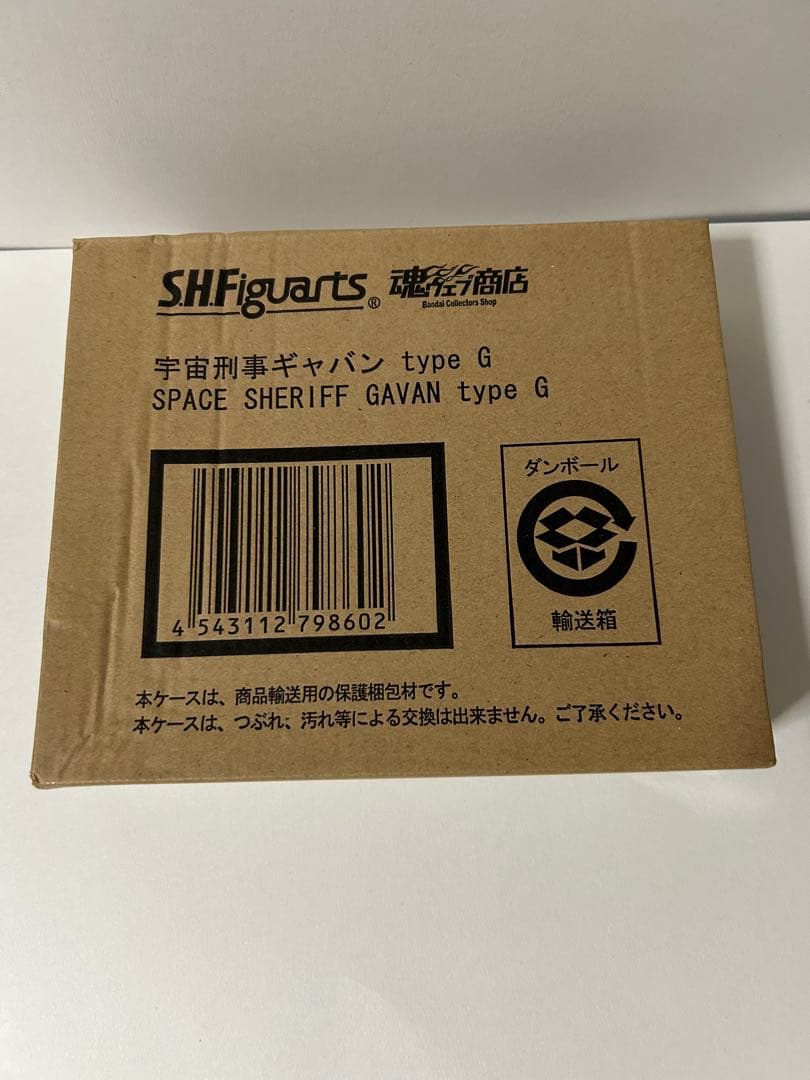 S.H.Figuarts® 魂ウェブ商店
Bandai Collectors Shop
宇宙刑事ギャバン type G
SPACE SHERIFF GAVAN type G
ダンボール
4 543112 798602
輸送箱
本ケースは、商品輸送用の保護梱包材です。
本ケースは、つぶれ、汚れ等による交換は出来ません。ご了承ください。